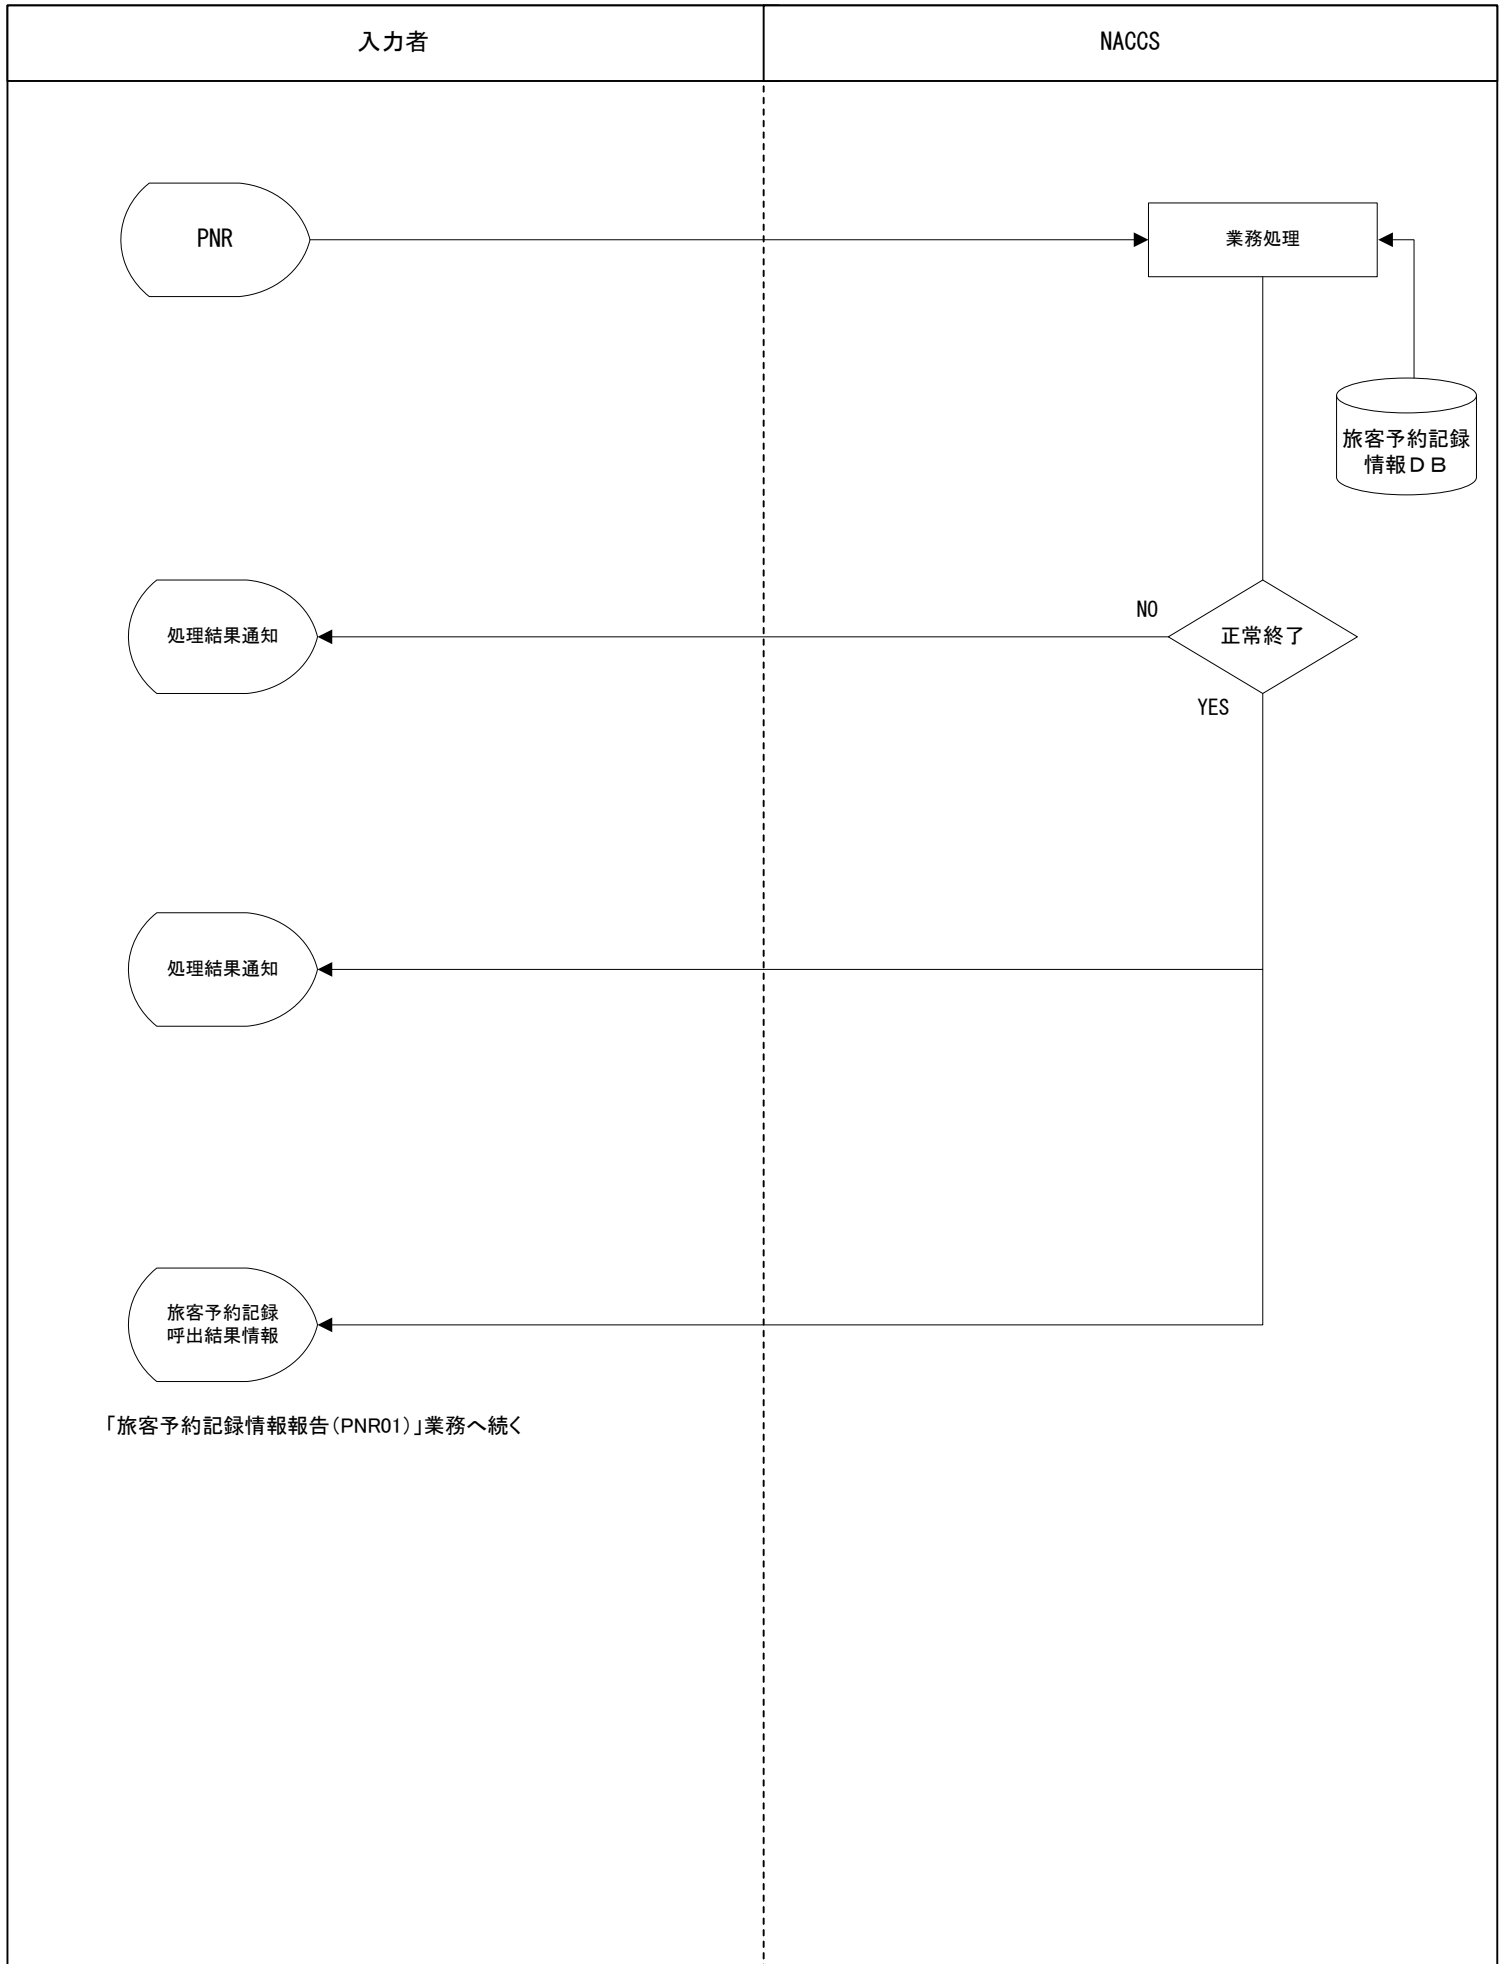 入力者
NACCS
PNR
業務処理
旅客予約記録
情報ＤＢ
NO
処理結果通知
正常終了
YES
処理結果通知
旅客予約記録
呼出結果情報
「旅客予約記録情報報告（PNR01）」業務へ続く